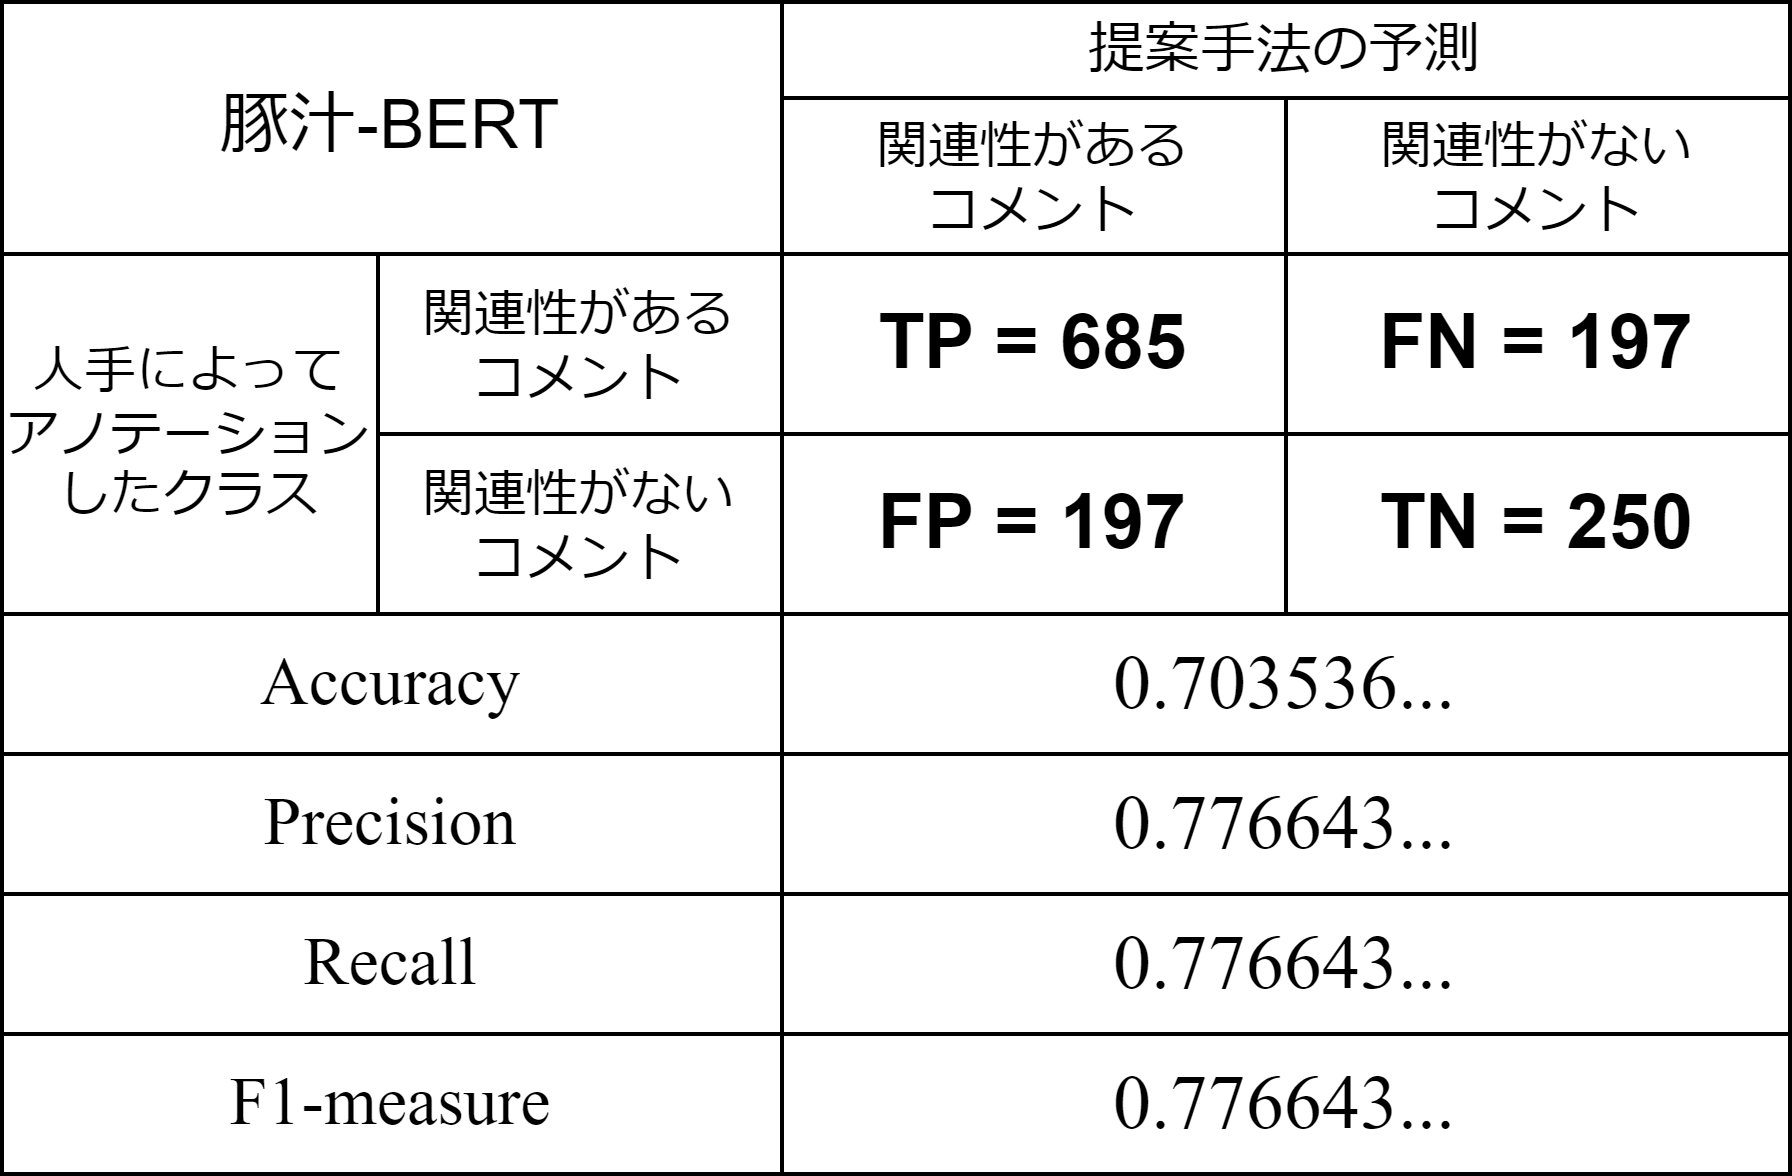 豚汁-BERT
提案手法の予測
関連性がある
コメント
関連性がない
コメント
人手によって
アノテーション
したクラス
関連性がある
コメント
TP = 685
FN = 197
関連性がない
コメント
FP = 197
TN = 250
Accuracy
0.703536...
Precision
0.776643...
Recall
0.776643...
F1-measure
0.776643...